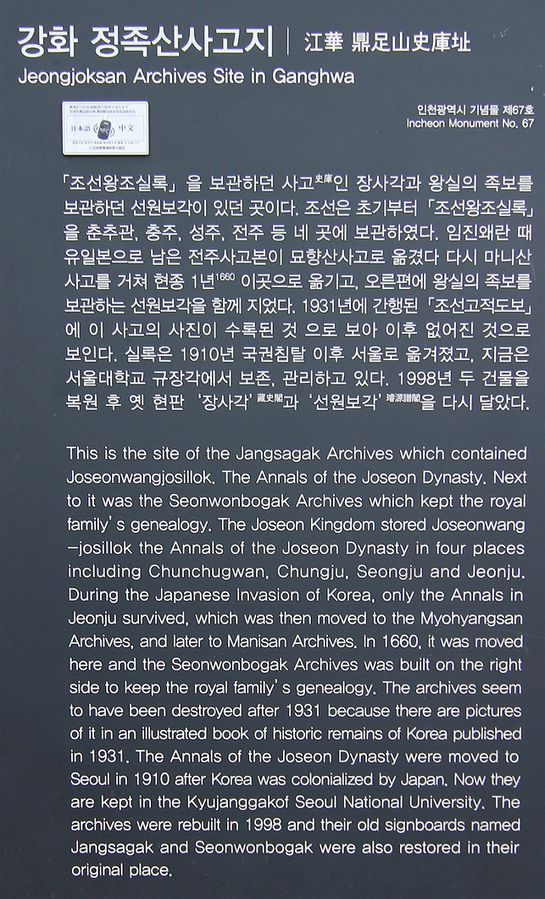 강화 정족산사고지 | 江華 鼎足山史庫址
Jeongjoksan Archives Site in Ganghwa
인천광역시 기념물 제67호
Incheon Monument No. 67
日本語 NFC 中文
「조선왕조실록」을 보관하던 사고史庫인 장사각과 왕실의 족보를
보관하던 선원보각이 있던 곳이다. 조선은 초기부터 「조선왕조실록」
을 춘추관, 충주, 성주, 전주 등 네 곳에 보관하였다. 임진왜란 때
유일본으로 남은 전주사고본이 묘향산사고로 옮겼다 다시 마니산
사고를 거쳐 현종 1년1660 이곳으로 옮기고, 오른편에 왕실의 족보를
보관하는 선원보각을 함께 지었다. 1931년에 간행된 「조선고적도보」
에 이 사고의 사진이 수록된 것 으로 보아 이후 없어진 것으로
보인다. 실록은 1910년 국권침탈 이후 서울로 옮겨졌고, 지금은
서울대학교 규장각에서 보존, 관리하고 있다. 1998년 두 건물을
복원 후 옛 현판 ‘장사각’藏史閣과 ‘선원보각’璿源譜閣을 다시 달았다.
This is the site of the Jangsagak Archives which contained
Joseonwangjosillok, The Annals of the Joseon Dynasty. Next
to it was the Seonwonbogak Archives which kept the royal
family’s genealogy. The Joseon Kingdom stored Joseonwang
-josillok the Annals of the Joseon Dynasty in four places
including Chunchugwan, Chungju, Seongju and Jeonju.
During the Japanese Invasion of Korea, only the Annals in
Jeonju survived, which was then moved to the Myohyangsan
Archives, and later to Manisan Archives. In 1660, it was moved
here and the Seonwonbogak Archives was built on the right
side to keep the royal family’s genealogy. The archives seem
to have been destroyed after 1931 because there are pictures
of it in an illustrated book of historic remains of Korea published
in 1931. The Annals of the Joseon Dynasty were moved to
Seoul in 1910 after Korea was colonialized by Japan. Now they
are kept in the Kyujanggakof Seoul National University. The
archives were rebuilt in 1998 and their old signboards named
Jangsagak and Seonwonbogak were also restored in their
original place.